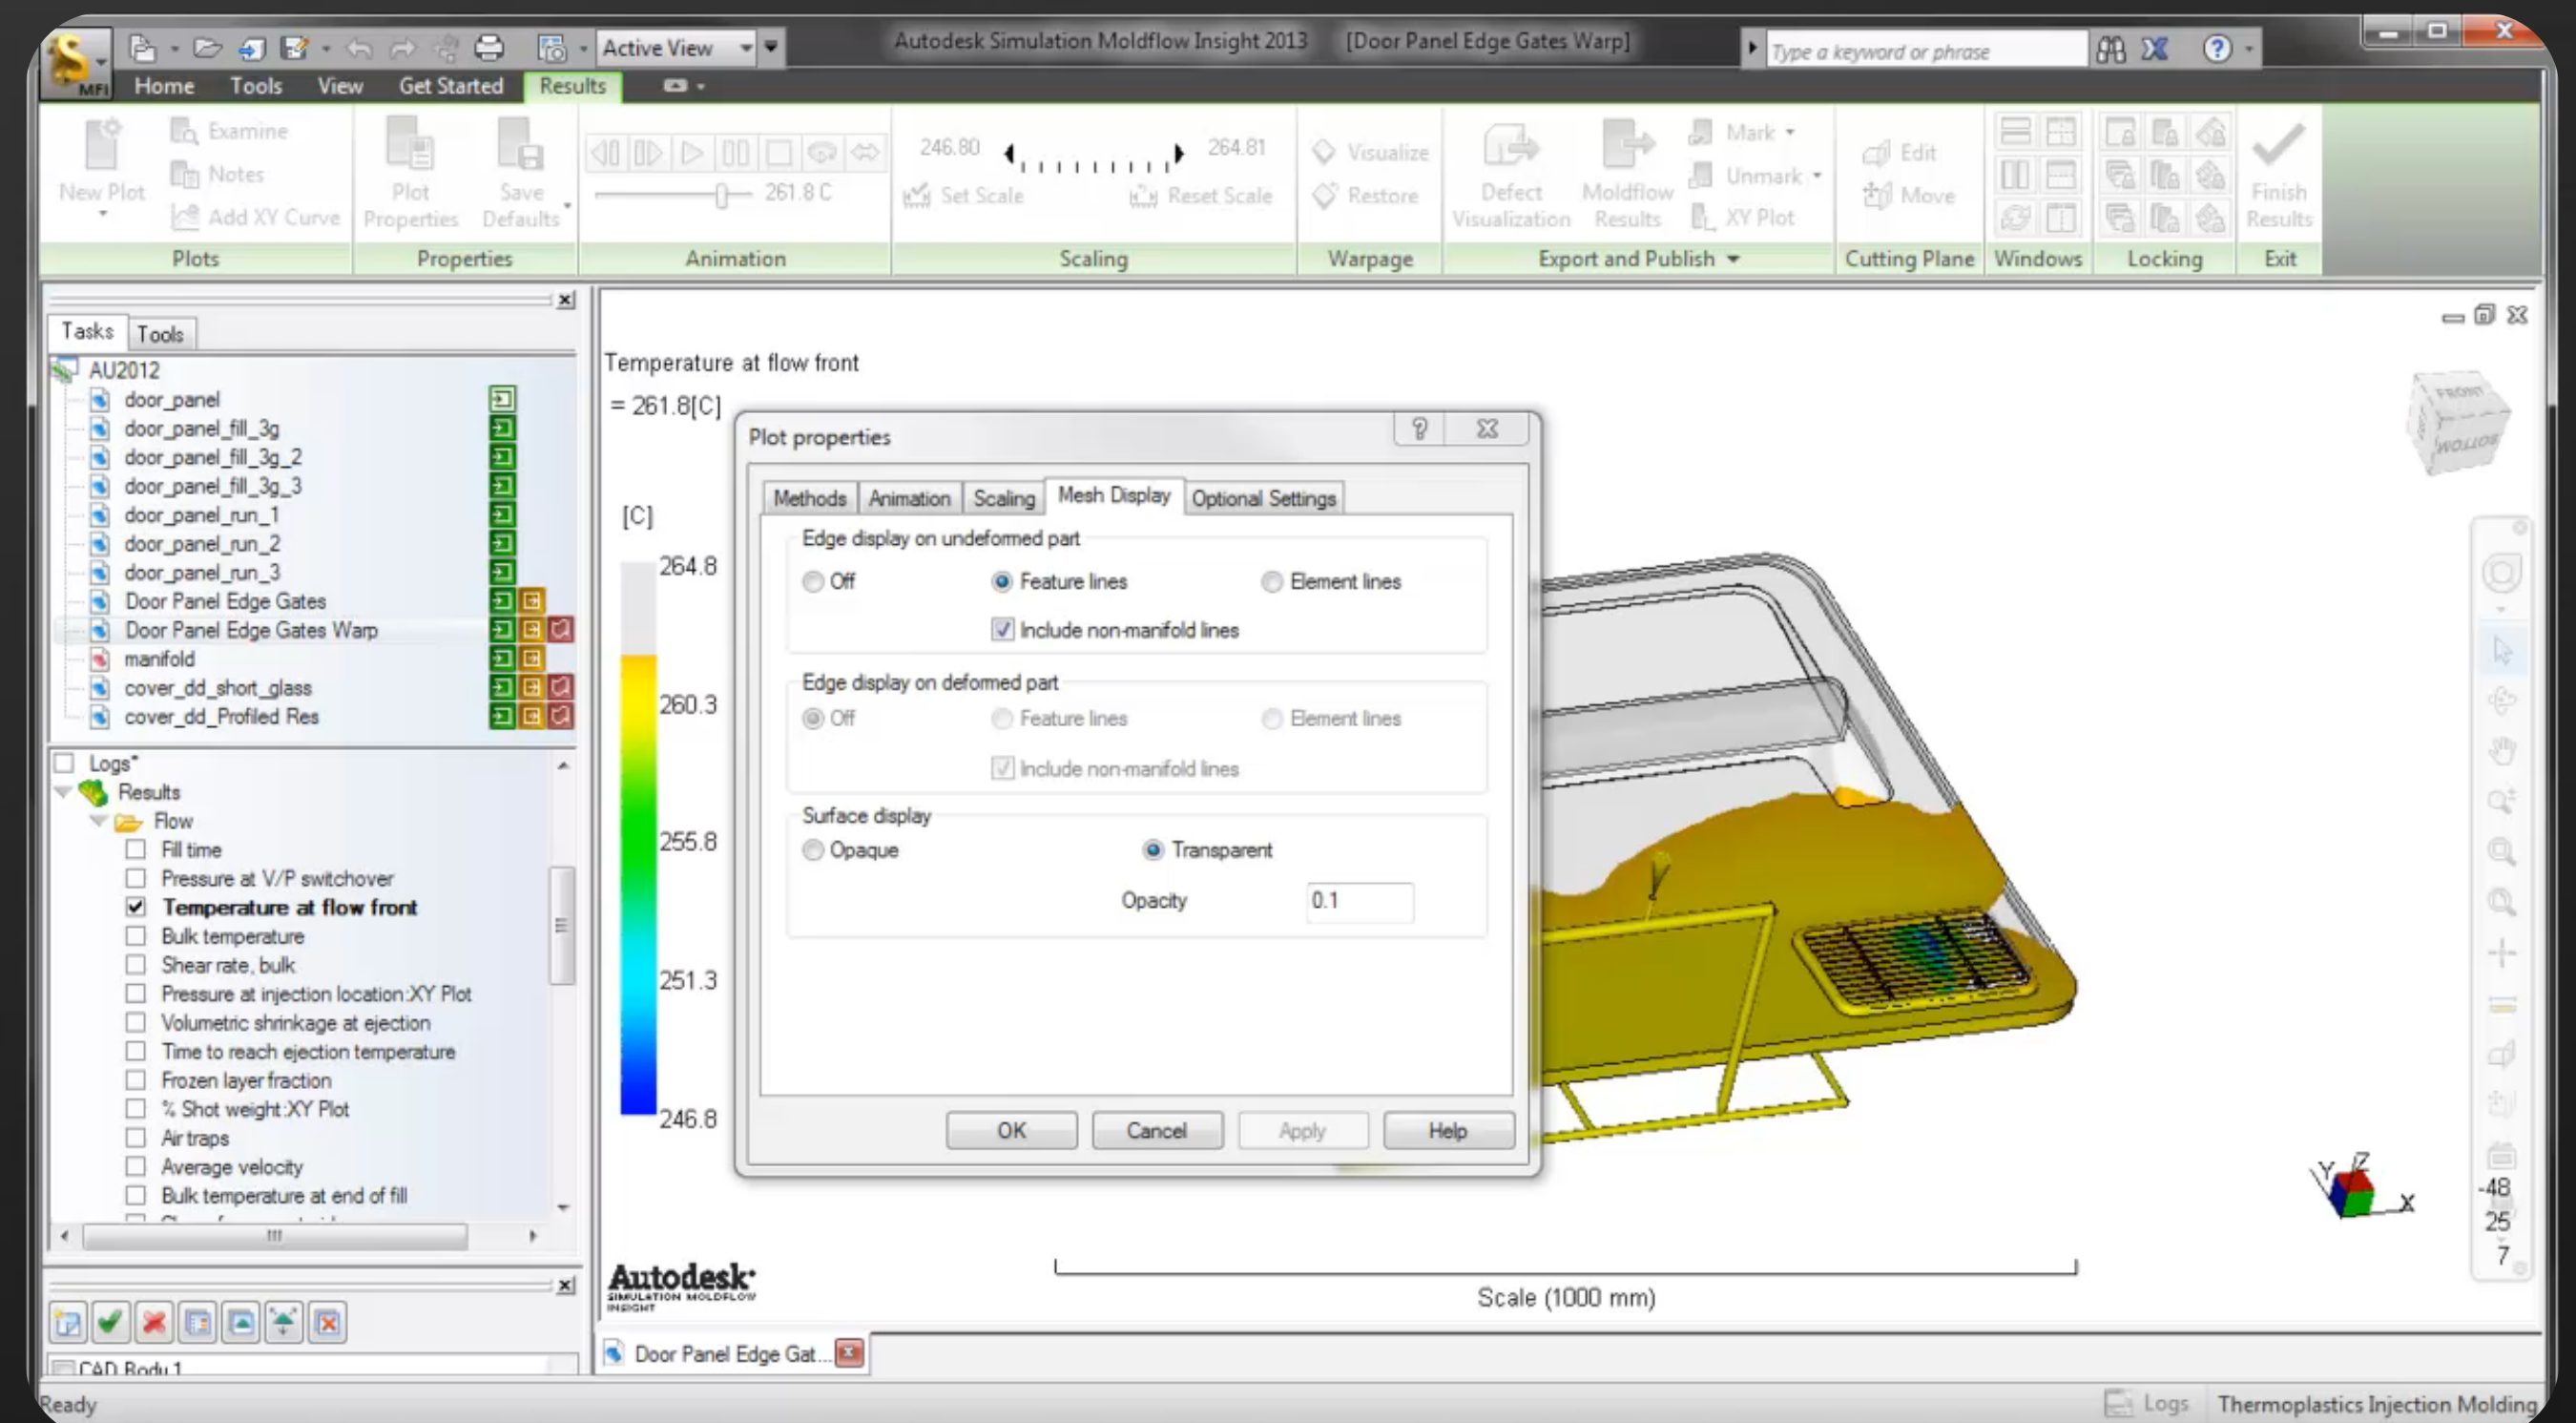 Active View
Autodesk Simulation Moldflow Insight 2013 [Door Panel Edge Gates Warp]
Type a keyword or phrase
MFI
Home Tools View Get Started Results
New Plot
Examine
Notes
Add XY Curve
Plots
Plot Properties
Save Defaults
Properties
261.8 C
Animation
246.80
264.81
Set Scale
Reset Scale
Scaling
Visualize
Restore
Warpage
Defect Visualization
Moldflow Results
Mark
Unmark
XY Plot
Export and Publish
Edit
Move
Cutting Plane
Windows
Locking
Finish Results
Exit
Tasks Tools
AU2012
door_panel
door_panel_fill_3g
door_panel_fill_3g_2
door_panel_fill_3g_3
door_panel_run_1
door_panel_run_2
door_panel_run_3
Door Panel Edge Gates
Door Panel Edge Gates Warp
manifold
cover_dd_short_glass
cover_dd_Profiled Res
Logs*
Results
Flow
Fill time
Pressure at V/P switchover
Temperature at flow front
Bulk temperature
Shear rate, bulk
Pressure at injection location:XY Plot
Volumetric shrinkage at ejection
Time to reach ejection temperature
Frozen layer fraction
% Shot weight:XY Plot
Air traps
Average velocity
Bulk temperature at end of fill
CAD Body 1
Temperature at flow front
= 261.8[C]
[C]
264.8
260.3
255.8
251.3
246.8
Plot properties
Methods Animation Scaling Mesh Display Optional Settings
Edge display on undeformed part
Off Feature lines Element lines
Include non-manifold lines
Edge display on deformed part
Off Feature lines Element lines
Include non-manifold lines
Surface display
Opaque Transparent
Opacity 0.1
OK Cancel Apply Help
FRONT
BOTTOM
Y Z X
-48
25
7
Autodesk
SIMULATION MOLDFLOW
INSIGHT
Scale (1000 mm)
Door Panel Edge Gat...
Ready
Logs Thermoplastics Injection Molding